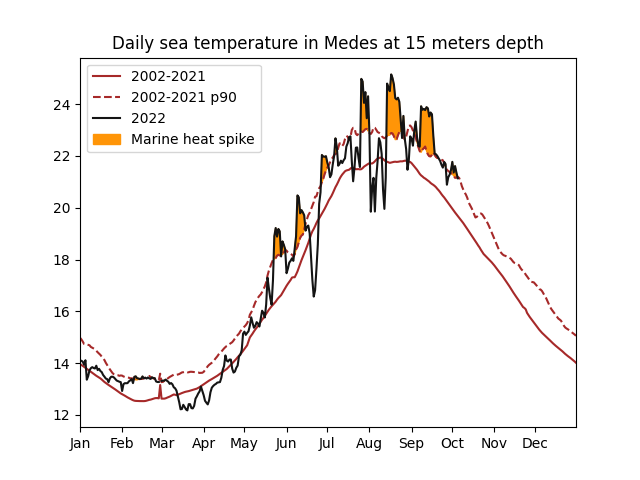 Daily sea temperature in Medes at 15 meters depth
2002-2021
2002-2021 p90
2022
Marine heat spike
24
22
20
18
16
14
12
Jan Feb Mar Apr May Jun Jul Aug Sep Oct Nov Dec